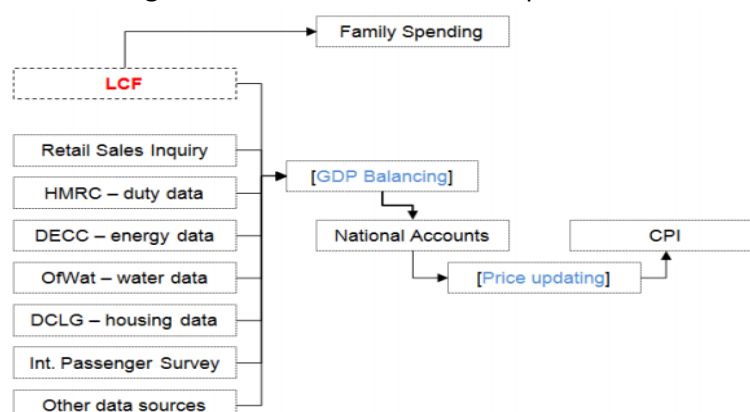 Family Spending
LCF
Retail Sales Inquiry
[GDP Balancing]
HMRC – duty data
DECC – energy data
National Accounts
CPI
OfWat – water data
[Price updating]
DCLG – housing data
Int. Passenger Survey
Other data sources